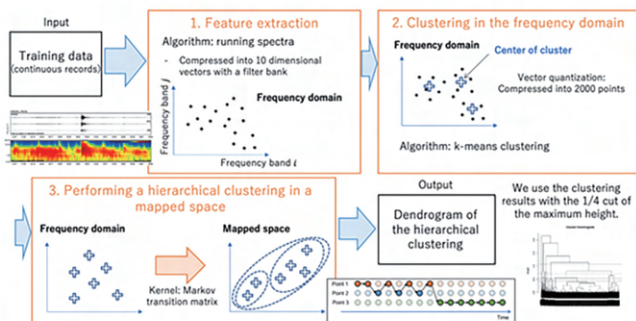 Input
Training data
(continuous records)
1. Feature extraction
Algorithm: running spectra
- Compressed into 10 dimensional
vectors with a filter bank
Frequency band j
Frequency domain
Frequency band i
2. Clustering in the frequency domain
Frequency domain
Center of cluster
Vector quantization:
Compressed into 2000 points
Algorithm: k-means clustering
3. Performing a hierarchical clustering in a
mapped space
Frequency domain
Kernel: Markov
transition matrix
Mapped space
Output
Dendrogram of
the hierarchical
clustering
We use the clustering
results with the 1/4 cut of
the maximum height.
Point 1
Point 2
Point 3
Time